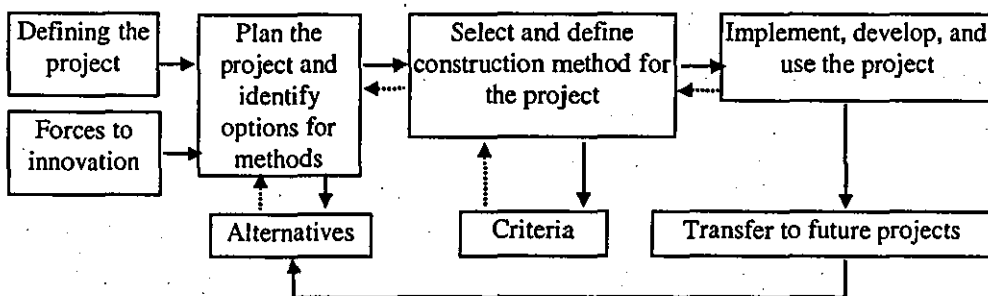 Defining the
project
Forces to
innovation
Plan the
project and
identify
options for
methods
Select and define
construction method for
the project
Implement, develop, and
use the project
Alternatives
Criteria
Transfer to future projects